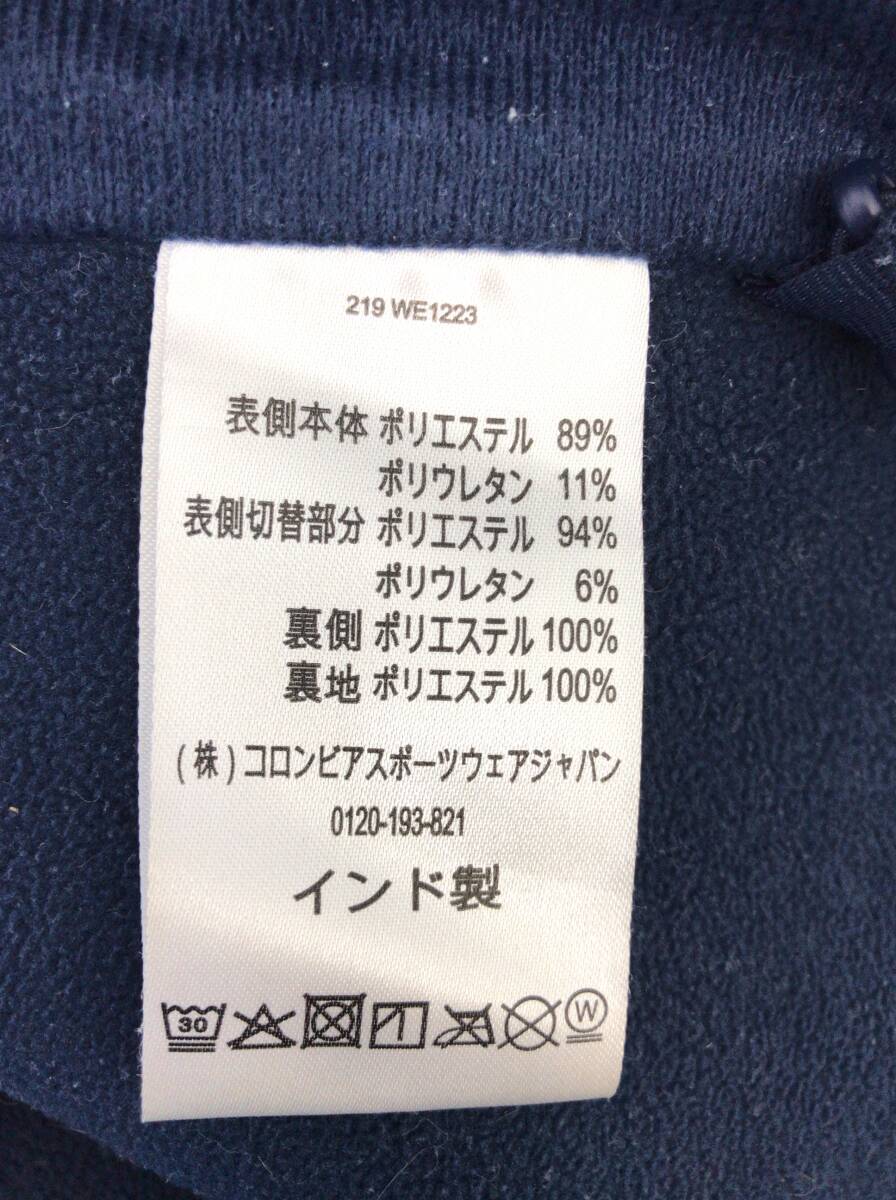 219 WE1223
表側本体 ポリエステル 89%
ポリウレタン 11%
表側切替部分 ポリエステル 94%
ポリウレタン 6%
裏側 ポリエステル 100%
裏地 ポリエステル 100%
(株)コロンビアスポーツウェアジャパン
0120-193-821
インド製
30 W